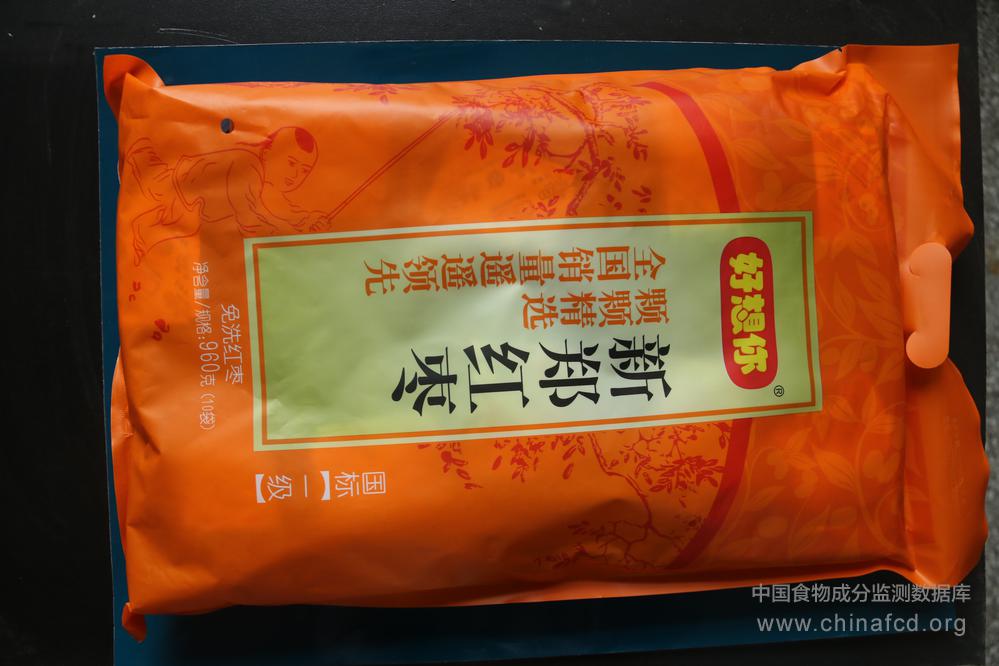 好想你®
新郑红枣
颗颗精选
全国销量遥遥领先
国标
【一级】
免洗红枣
净含量/规格:960克(10袋)
中国食物成分监测数据库
www.chinafcd.org